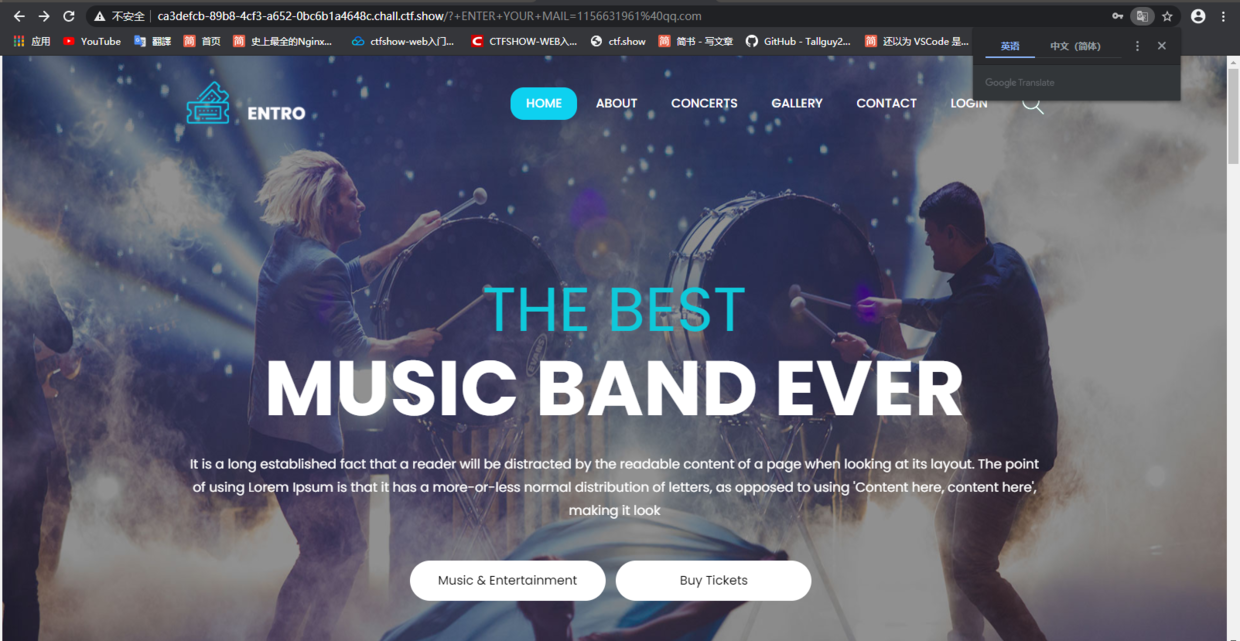 不安全 ca3defcb-89b8-4cf3-a652-0bc6b1a4648c.chall.ctf.show/?+ENTER+YOUR+MAIL=1156631961%40qq.com
应用 YouTube 翻譯 首页 史上最全的Nginx... ctfshow-web入门... CTFSHOW-WEB入... ctf.show 简书 - 写文章 GitHub - Tallguy2... 还以为 VSCode 是...
英语 中文（简体）
Google Translate
ENTRO HOME ABOUT CONCERTS GALLERY CONTACT LOGIN
THE BEST
MUSIC BAND EVER
It is a long established fact that a reader will be distracted by the readable content of a page when looking at its layout. The point
of using Lorem Ipsum is that it has a more-or-less normal distribution of letters, as opposed to using 'Content here, content here',
making it look
Music & Entertainment Buy Tickets